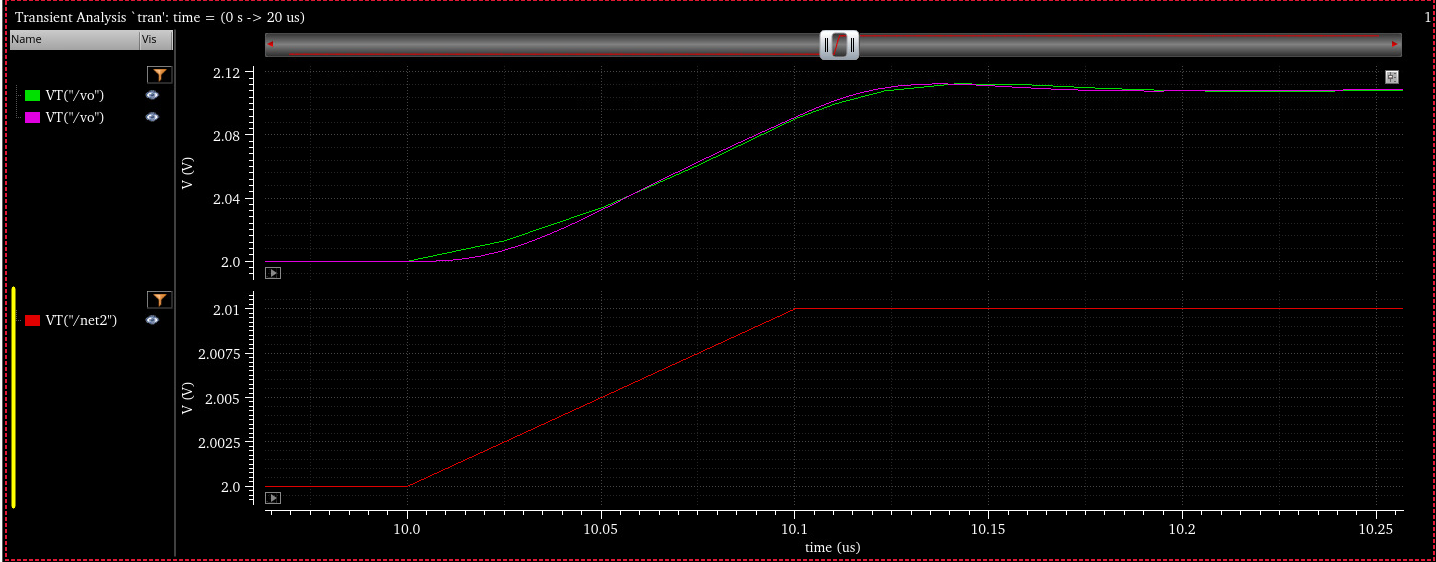 Transient Analysis `tran': time = (0 s -> 20 us)
1
Name Vis
VT("/vo")
VT("/vo")
2.12
2.08
2.04
2.0
V (V)
VT("/net2")
2.01
2.0075
2.005
2.0025
2.0
V (V)
10.0 10.05 10.1 10.15 10.2 10.25
time (us)